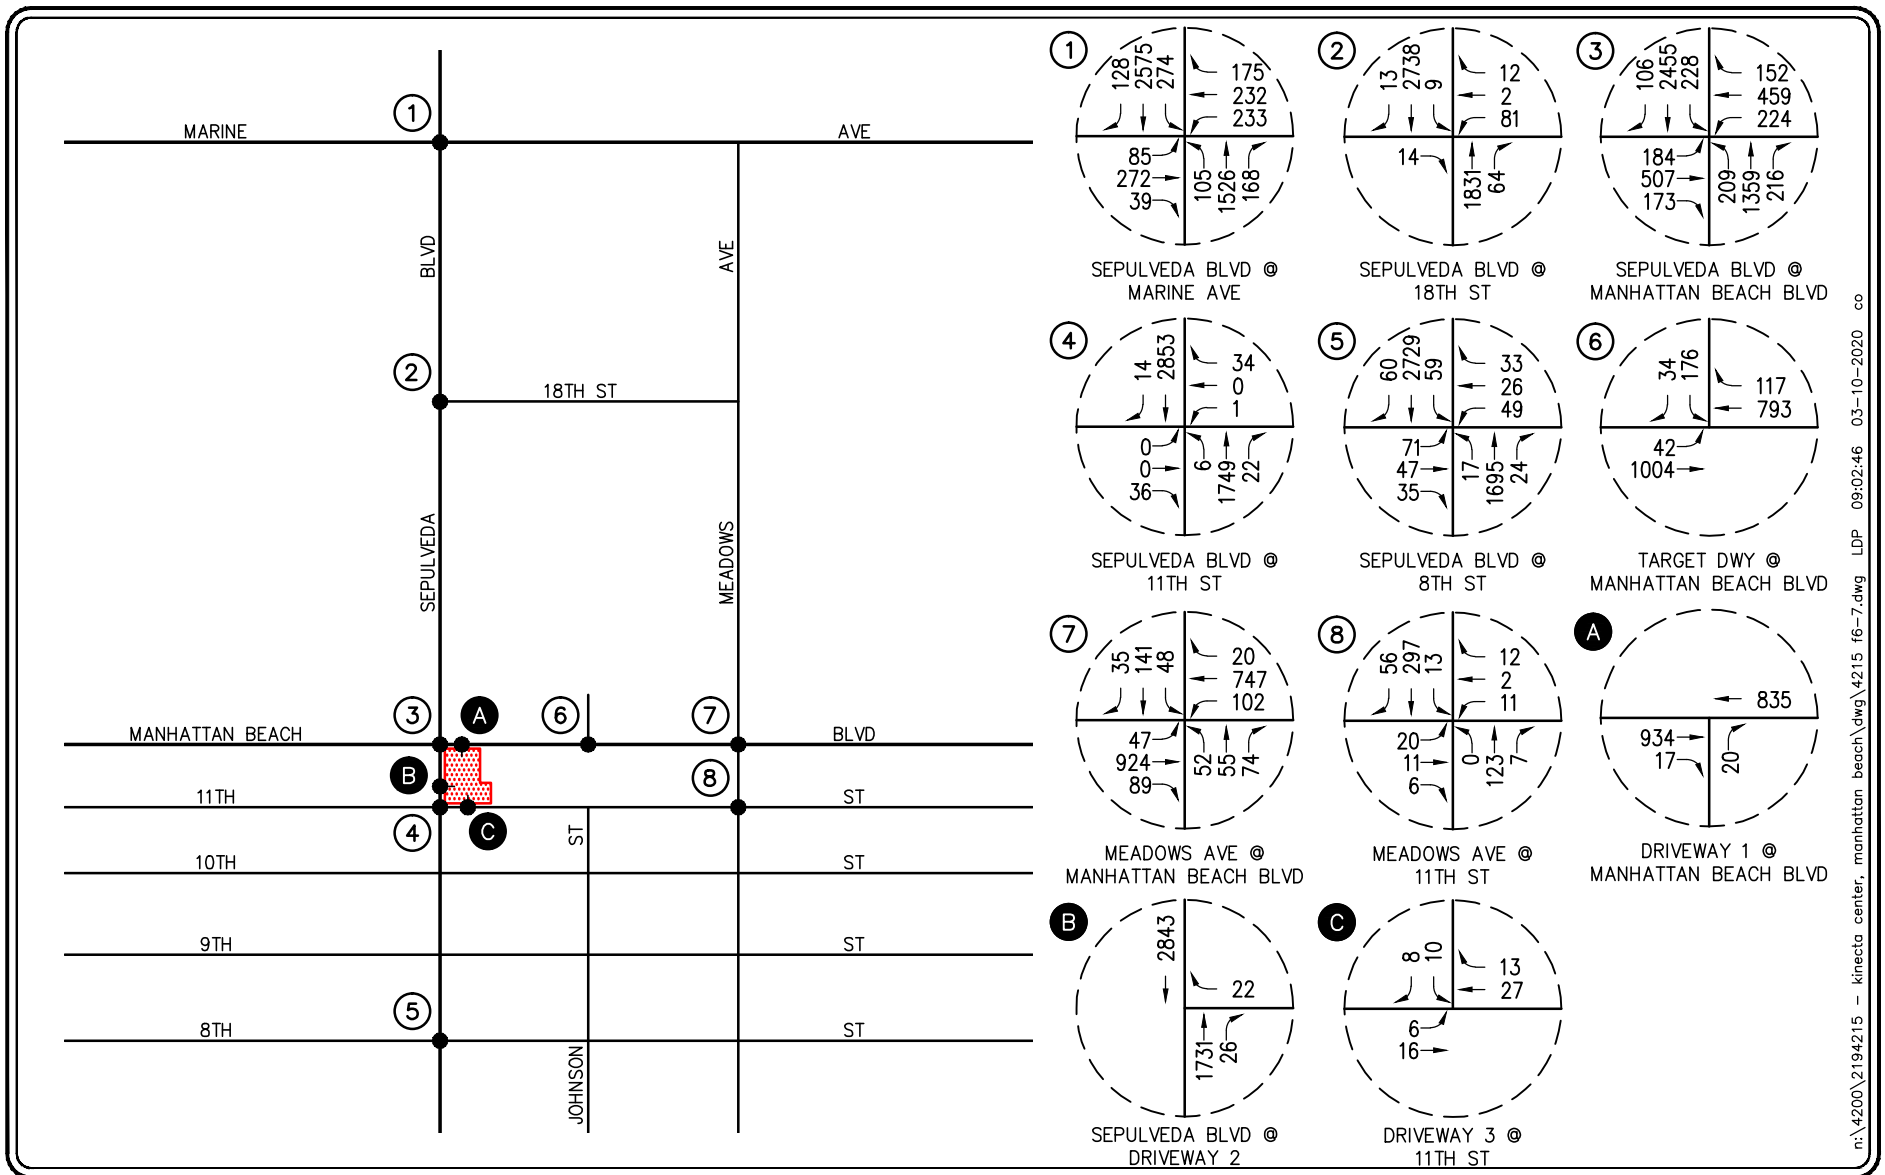 1
MARINE
AVE
BLVD
AVE
2
18TH ST
SEPULVEDA
MEADOWS
3
A
6
7
MANHATTAN BEACH
BLVD
B
8
11TH
ST
4
C
ST
10TH
ST
9TH
ST
5
8TH
ST
JOHNSON
1
128
2575
274
175
232
233
85
272
39
105
1526
168
SEPULVEDA BLVD @
MARINE AVE
2
13
2738
9
12
2
81
14
1831
64
SEPULVEDA BLVD @
18TH ST
3
106
2455
228
152
459
224
184
507
173
209
1359
216
SEPULVEDA BLVD @
MANHATTAN BEACH BLVD
4
14
2853
34
0
1
0
0
36
6
1749
22
SEPULVEDA BLVD @
11TH ST
5
60
2729
59
33
26
49
71
47
35
17
1695
24
SEPULVEDA BLVD @
8TH ST
6
34
176
117
793
42
1004
TARGET DWY @
MANHATTAN BEACH BLVD
7
35
141
48
20
747
102
47
924
89
52
55
74
MEADOWS AVE @
MANHATTAN BEACH BLVD
8
56
297
13
12
2
11
20
11
6
0
123
7
MEADOWS AVE @
11TH ST
A
835
934
17
20
DRIVEWAY 1 @
MANHATTAN BEACH BLVD
B
2843
22
1731
26
SEPULVEDA BLVD @
DRIVEWAY 2
C
8
10
13
27
6
16
DRIVEWAY 3 @
11TH ST
n:\4200\2194215 - kinecta center, manhattan beach\dwg\4215 f6-7.dwg LDP 09:02:46 03-10-2020 co